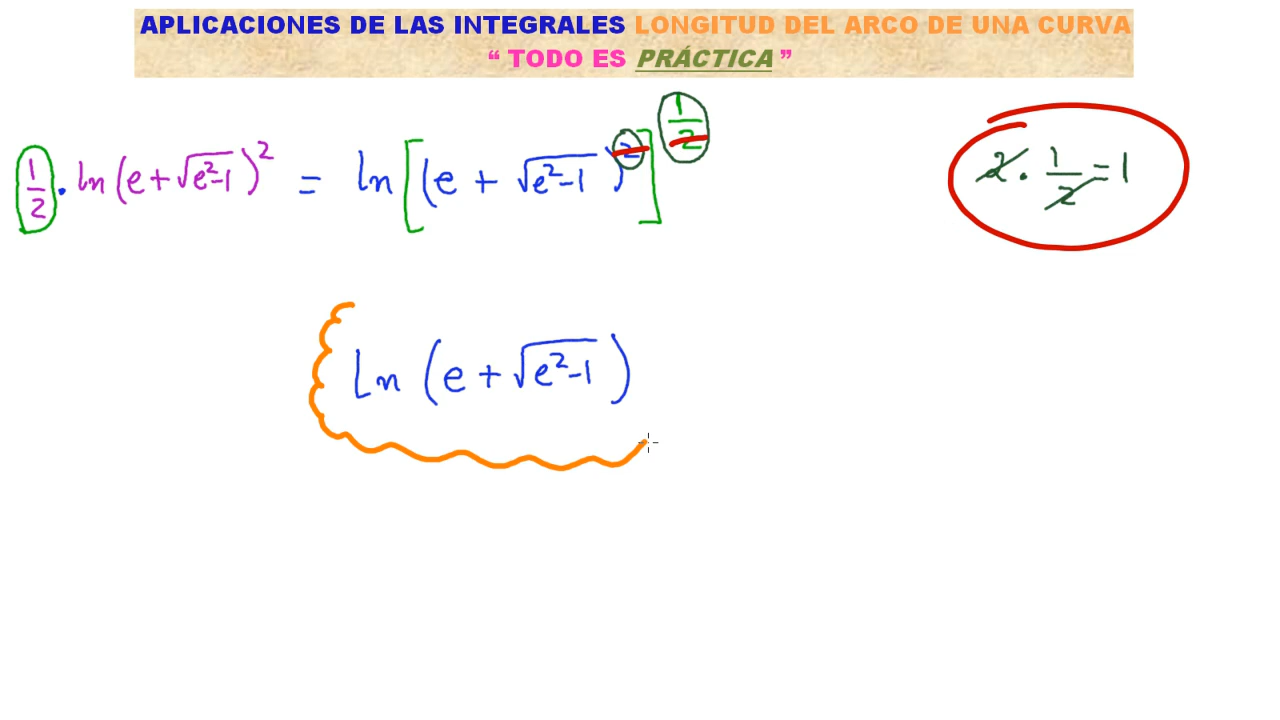 APLICACIONES DE LAS INTEGRALES LONGITUD DEL ARCO DE UNA CURVA
“ TODO ES PRÁCTICA ”
1/2 · ln (e + √(e²-1))² = ln [(e + √(e²-1))²]^(1/2)
2 · 1/2 = 1
Ln (e + √(e²-1))